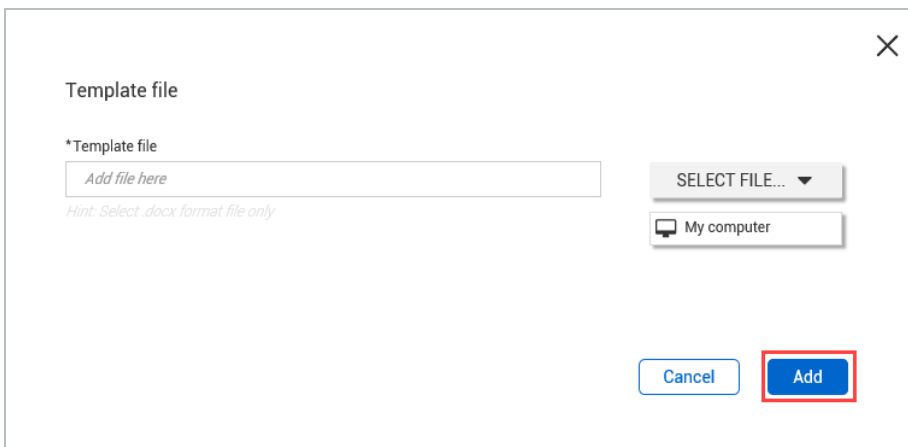 Template file
*Template file
Add file here
SELECT FILE...
Hint: Select .docx format file only
My computer
Cancel
Add